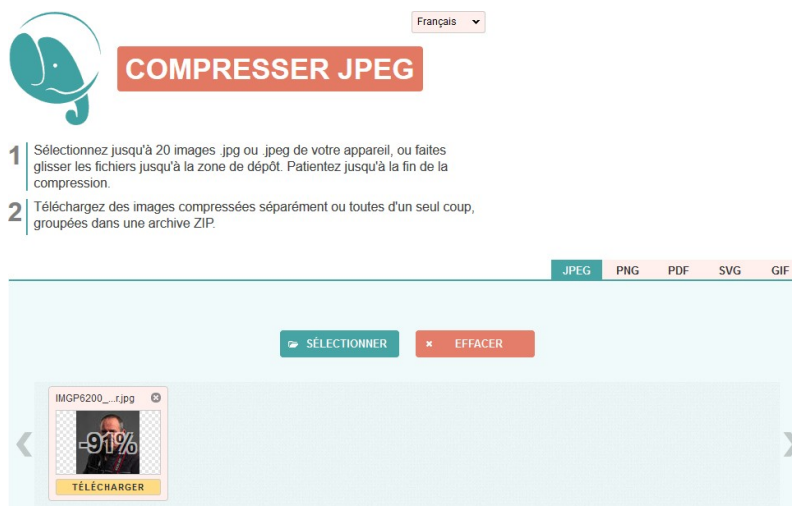 Français
COMPRESSER JPEG
1
Sélectionnez jusqu'à 20 images .jpg ou .jpeg de votre appareil, ou faites
glisser les fichiers jusqu'à la zone de dépôt. Patientez jusqu'à la fin de la
compression.
2
Téléchargez des images compressées séparément ou toutes d'un seul coup,
groupées dans une archive ZIP.
JPEG PNG PDF SVG GIF
SÉLECTIONNER EFFACER
IMGP6200_...r.jpg
-91%
TÉLÉCHARGER